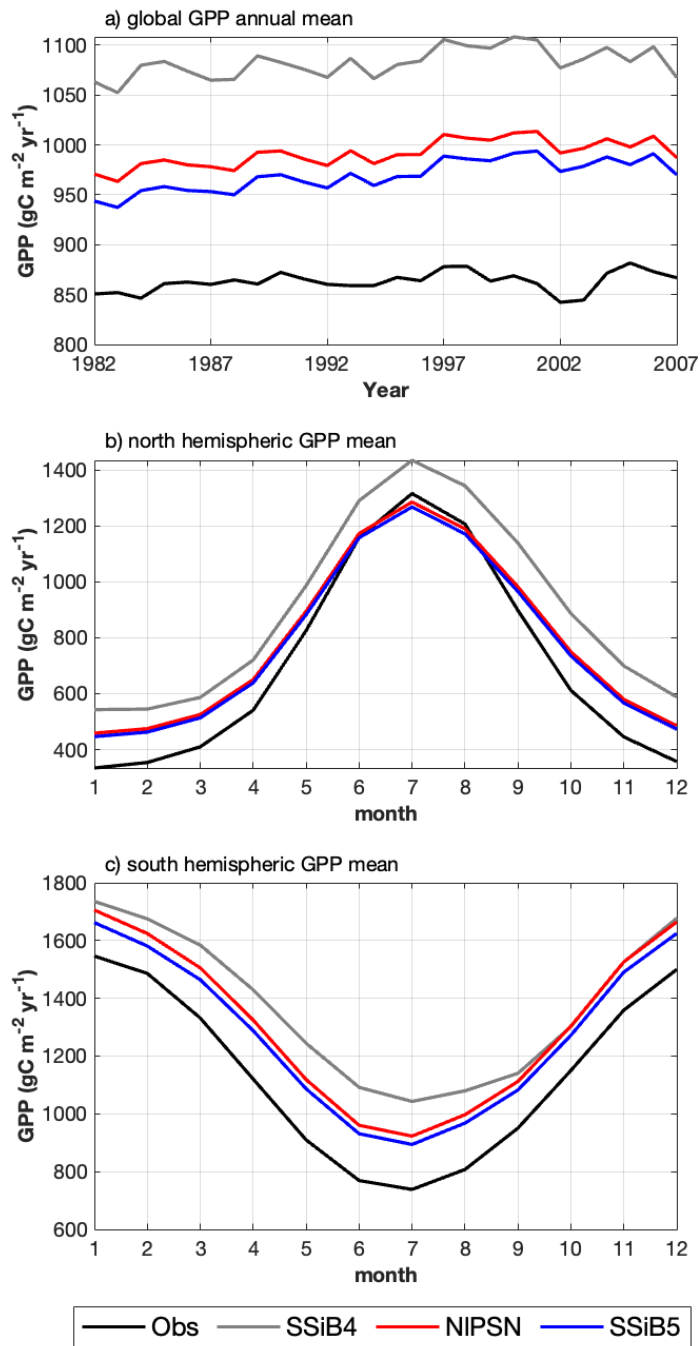 a) global GPP annual mean
1100
1050
1000
950
900
850
800
GPP (gC m⁻² yr⁻¹)
1982 1987 1992 1997 2002 2007
Year
b) north hemispheric GPP mean
1400
1200
1000
800
600
400
GPP (gC m⁻² yr⁻¹)
1 2 3 4 5 6 7 8 9 10 11 12
month
c) south hemispheric GPP mean
1800
1600
1400
1200
1000
800
600
GPP (gC m⁻² yr⁻¹)
1 2 3 4 5 6 7 8 9 10 11 12
month
Obs SSiB4 NIPSN SSiB5